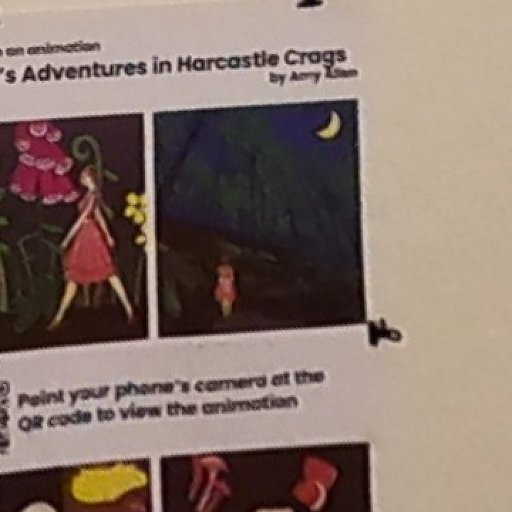 an animation
's Adventures in Harcastle Crags
by Amy Allen
Point your phone's camera at the
QR code to view the animation